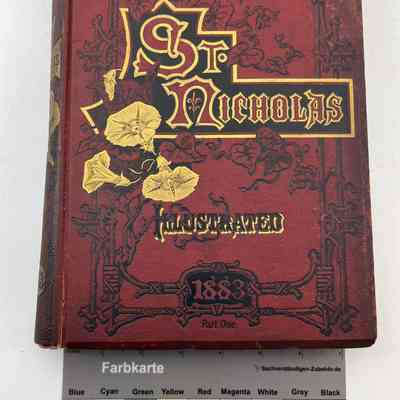 St.
Nicholas
Illustrated
1883
Part One.
Farbkarte
Sachverständigen-Zubehör.de
Blue Cyan Green Yellow Red Magenta White Grey Black